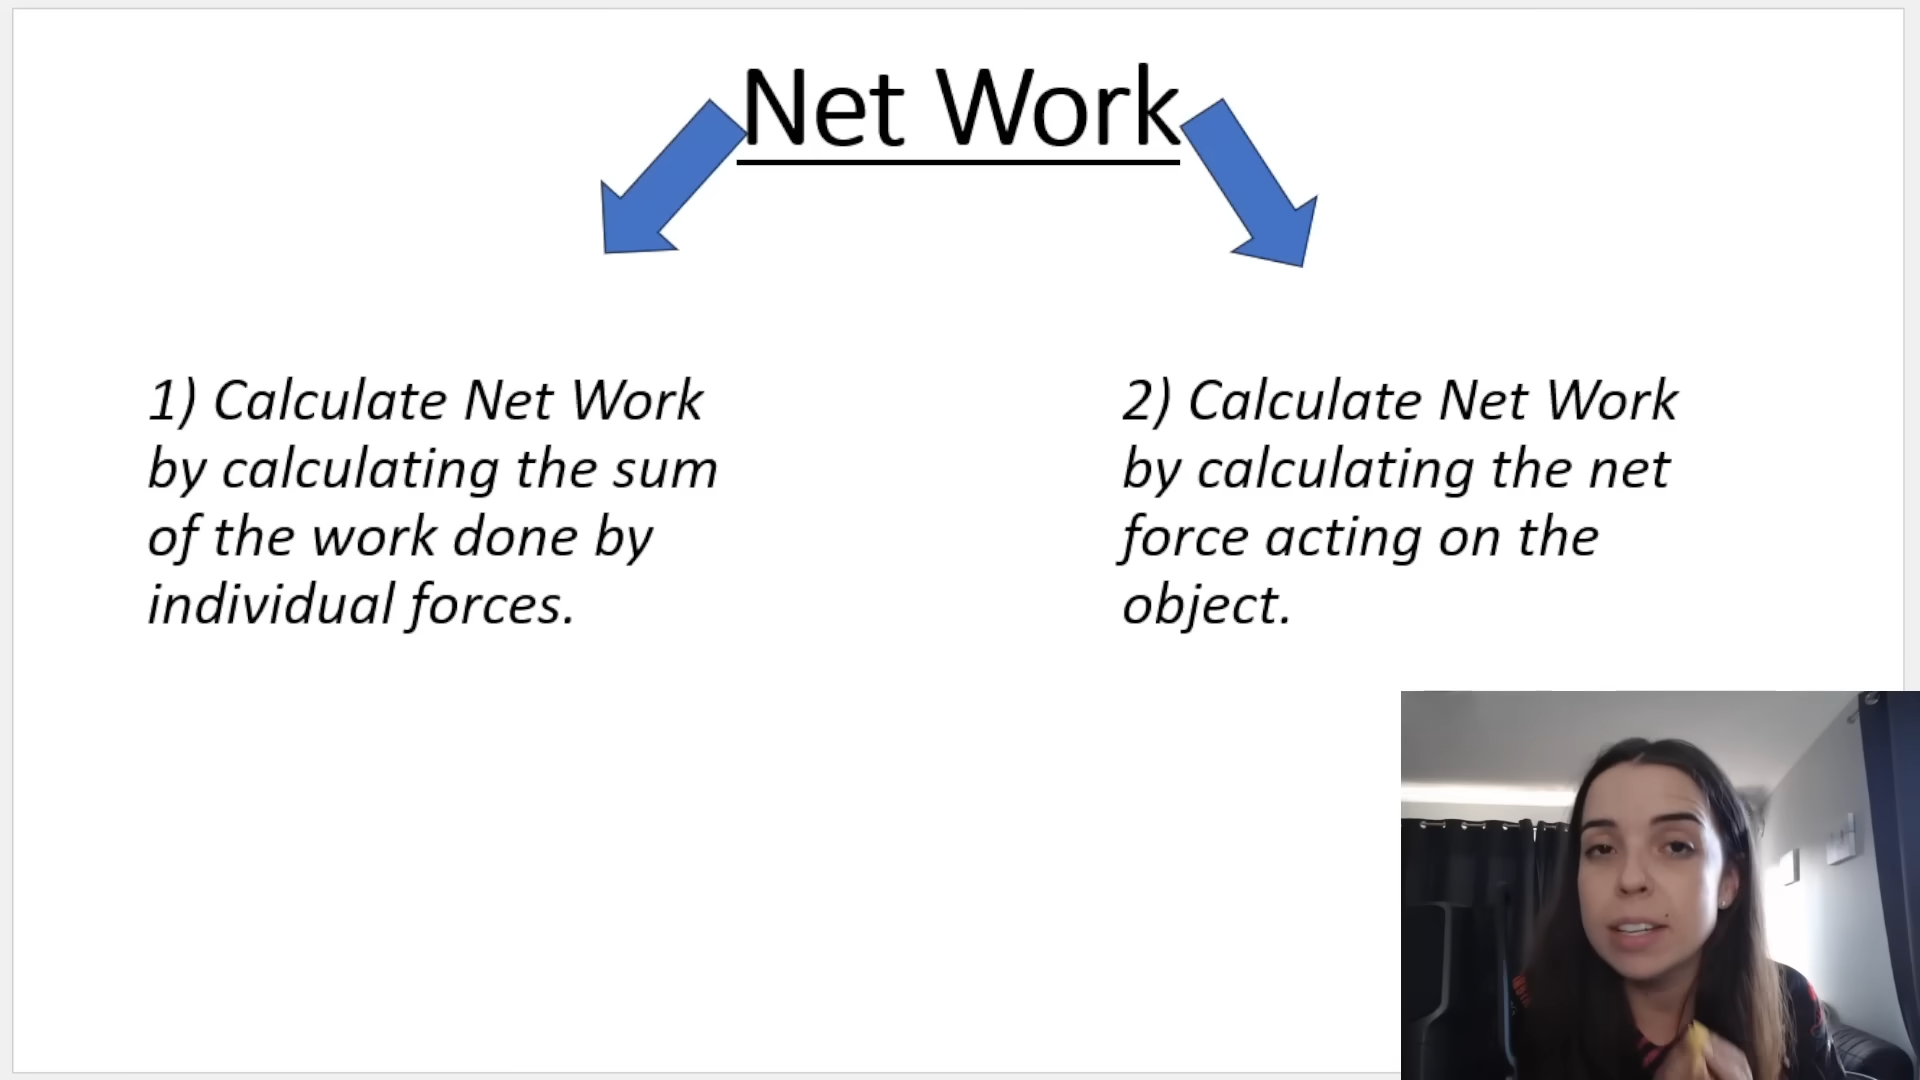 Net Work
1) Calculate Net Work
by calculating the sum
of the work done by
individual forces.
2) Calculate Net Work
by calculating the net
force acting on the
object.